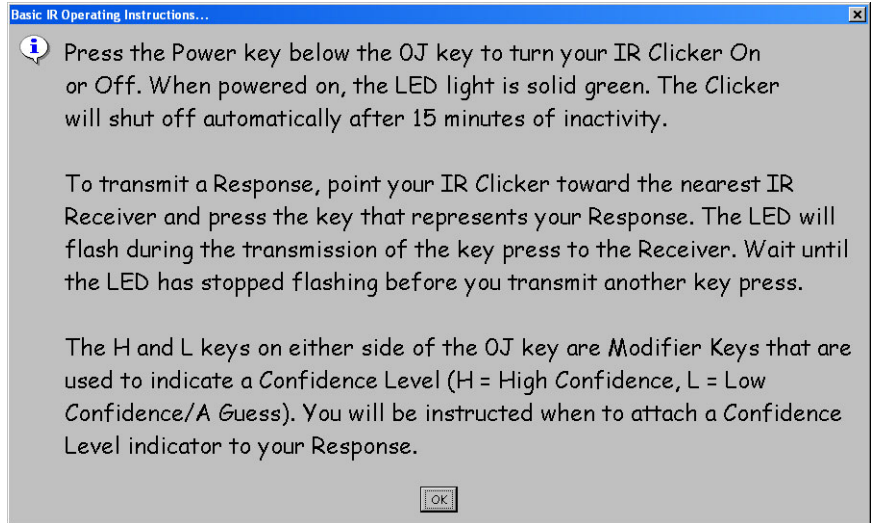 Basic IR Operating Instructions...
Press the Power key below the 0J key to turn your IR Clicker On
or Off. When powered on, the LED light is solid green. The Clicker
will shut off automatically after 15 minutes of inactivity.
To transmit a Response, point your IR Clicker toward the nearest IR
Receiver and press the key that represents your Response. The LED will
flash during the transmission of the key press to the Receiver. Wait until
the LED has stopped flashing before you transmit another key press.
The H and L keys on either side of the 0J key are Modifier Keys that are
used to indicate a Confidence Level (H = High Confidence, L = Low
Confidence/A Guess). You will be instructed when to attach a Confidence
Level indicator to your Response.
OK